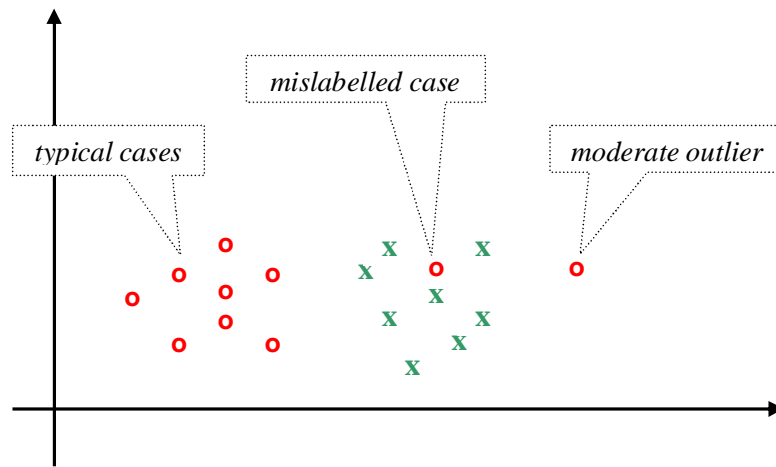 mislabelled case
typical cases
moderate outlier
o
x
x
o
o
x
o
o
o
o
o
x
x
x
o
x
o
o
x
x